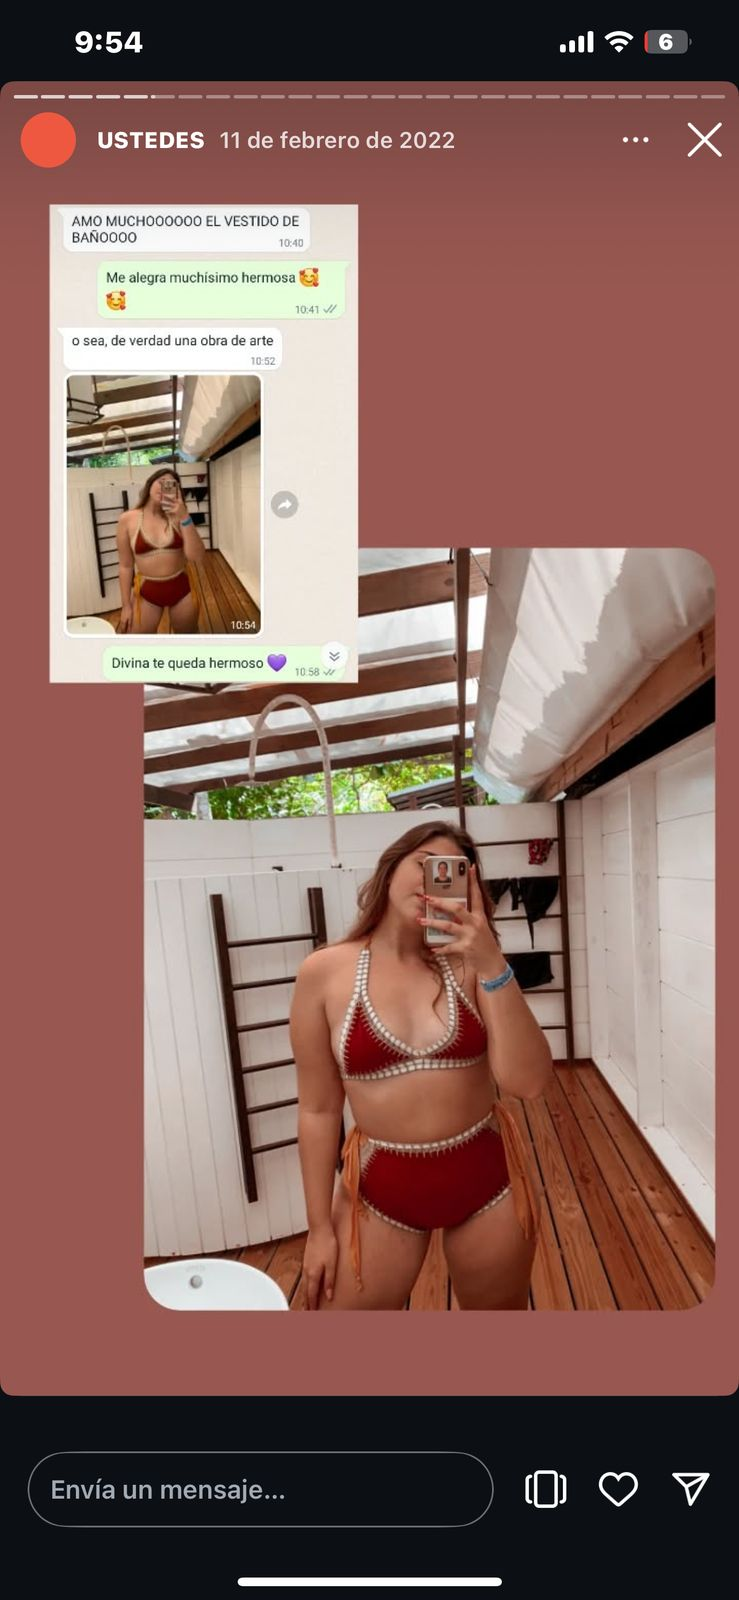 9:54
6
USTEDES 11 de febrero de 2022
AMO MUCHOOOOOO EL VESTIDO DE
BAÑOOOO
10:40
Me alegra muchísimo hermosa 🥰
🥰
10:41
o sea, de verdad una obra de arte
10:52
10:54
Divina te queda hermoso 💜
10:58
Envía un mensaje...